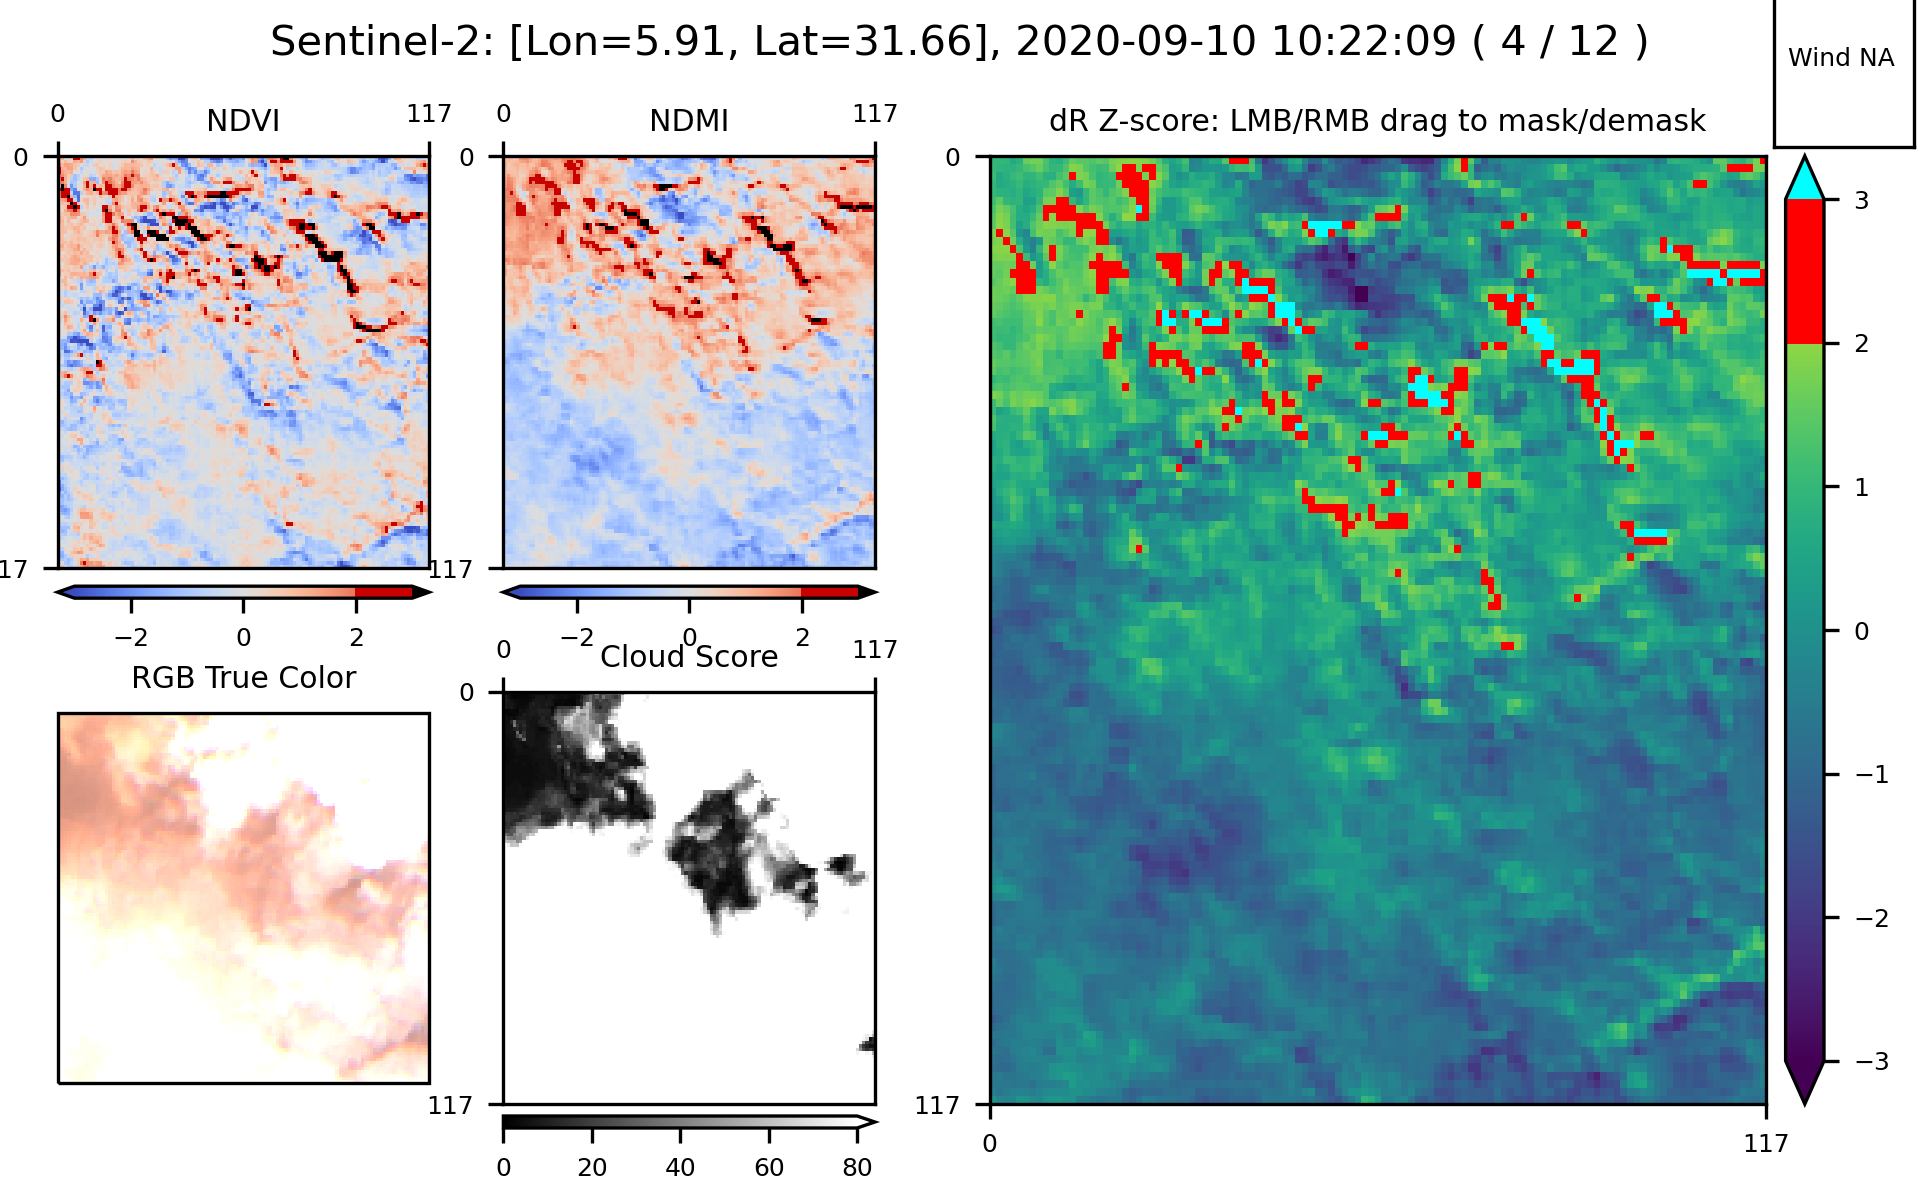 Sentinel-2: [Lon=5.91, Lat=31.66], 2020-09-10 10:22:09 ( 4 / 12 )
Wind NA
0 117
NDVI
0
17
−2 0 2
0 117
NDMI
0
117
−2 0 2
dR Z-score: LMB/RMB drag to mask/demask
0
117
0 117
3
2
1
0
−1
−2
−3
RGB True Color
0 117
Cloud Score
0
117
0 20 40 60 80